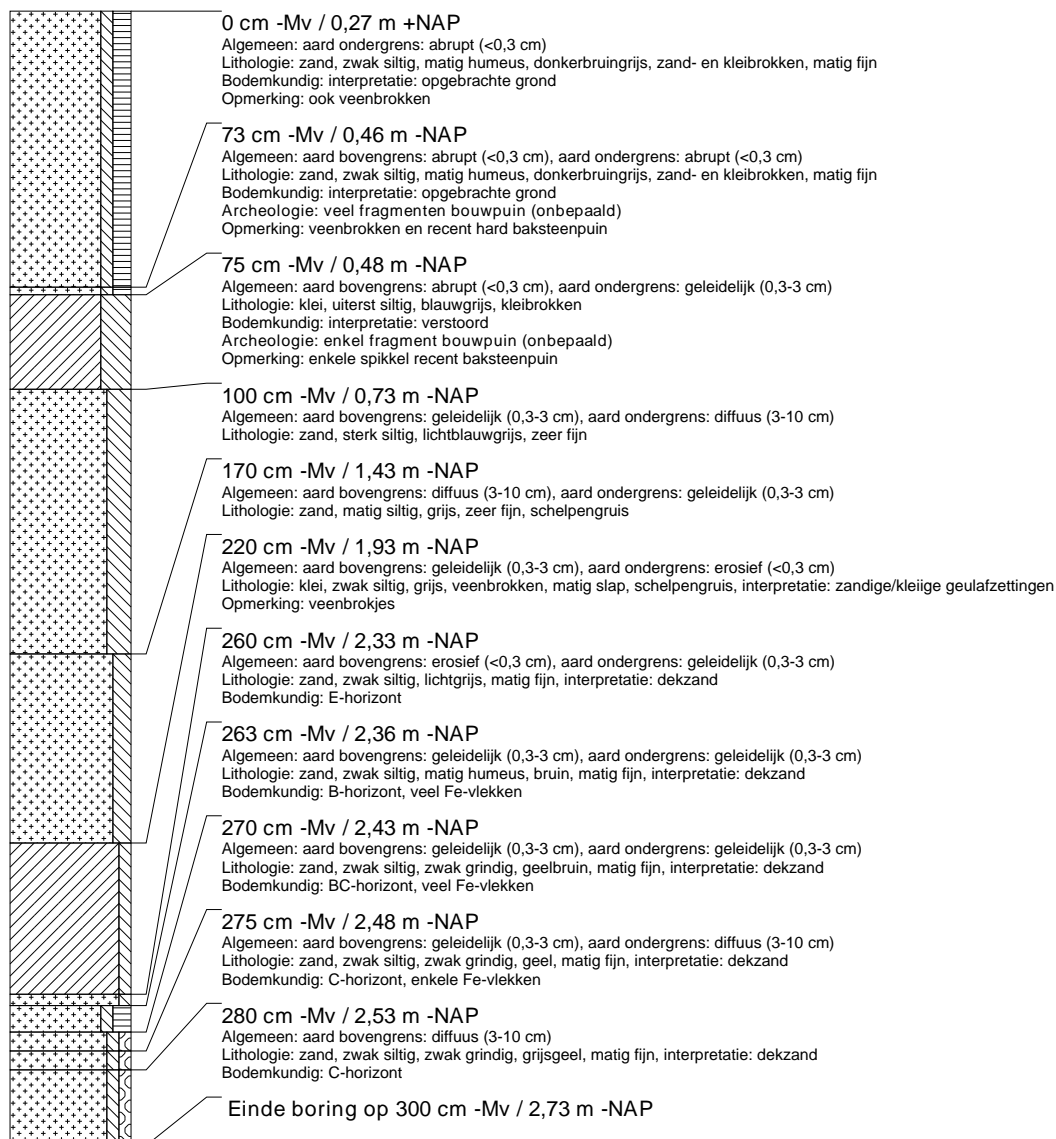 0 cm -Mv / 0,27 m +NAP
Algemeen: aard ondergrens: abrupt (<0,3 cm)
Lithologie: zand, zwak siltig, matig humeus, donkerbruingrijs, zand- en kleibrokken, matig fijn
Bodemkundig: interpretatie: opgebrachte grond
Opmerking: ook veenbrokken
73 cm -Mv / 0,46 m -NAP
Algemeen: aard bovengrens: abrupt (<0,3 cm), aard ondergrens: abrupt (<0,3 cm)
Lithologie: zand, zwak siltig, matig humeus, donkerbruingrijs, zand- en kleibrokken, matig fijn
Bodemkundig: interpretatie: opgebrachte grond
Archeologie: veel fragmenten bouwpuin (onbepaald)
Opmerking: veenbrokken en recent hard baksteenpuin
75 cm -Mv / 0,48 m -NAP
Algemeen: aard bovengrens: abrupt (<0,3 cm), aard ondergrens: geleidelijk (0,3-3 cm)
Lithologie: klei, uiterst siltig, blauwgrijs, kleibrokken
Bodemkundig: interpretatie: verstoord
Archeologie: enkel fragment bouwpuin (onbepaald)
Opmerking: enkele spikkel recent baksteenpuin
100 cm -Mv / 0,73 m -NAP
Algemeen: aard bovengrens: geleidelijk (0,3-3 cm), aard ondergrens: diffuus (3-10 cm)
Lithologie: zand, sterk siltig, lichtblauwgrijs, zeer fijn
170 cm -Mv / 1,43 m -NAP
Algemeen: aard bovengrens: diffuus (3-10 cm), aard ondergrens: geleidelijk (0,3-3 cm)
Lithologie: zand, matig siltig, grijs, zeer fijn, schelpengruis
220 cm -Mv / 1,93 m -NAP
Algemeen: aard bovengrens: geleidelijk (0,3-3 cm), aard ondergrens: erosief (<0,3 cm)
Lithologie: klei, zwak siltig, grijs, veenbrokken, matig slap, schelpengruis, interpretatie: zandige/kleiige geulafzettingen
Opmerking: veenbrokjes
260 cm -Mv / 2,33 m -NAP
Algemeen: aard bovengrens: erosief (<0,3 cm), aard ondergrens: geleidelijk (0,3-3 cm)
Lithologie: zand, zwak siltig, lichtgrijs, matig fijn, interpretatie: dekzand
Bodemkundig: E-horizont
263 cm -Mv / 2,36 m -NAP
Algemeen: aard bovengrens: geleidelijk (0,3-3 cm), aard ondergrens: geleidelijk (0,3-3 cm)
Lithologie: zand, zwak siltig, matig humeus, bruin, matig fijn, interpretatie: dekzand
Bodemkundig: B-horizont, veel Fe-vlekken
270 cm -Mv / 2,43 m -NAP
Algemeen: aard bovengrens: geleidelijk (0,3-3 cm), aard ondergrens: geleidelijk (0,3-3 cm)
Lithologie: zand, zwak siltig, zwak grindig, geelbruin, matig fijn, interpretatie: dekzand
Bodemkundig: BC-horizont, veel Fe-vlekken
275 cm -Mv / 2,48 m -NAP
Algemeen: aard bovengrens: geleidelijk (0,3-3 cm), aard ondergrens: diffuus (3-10 cm)
Lithologie: zand, zwak siltig, zwak grindig, geel, matig fijn, interpretatie: dekzand
Bodemkundig: C-horizont, enkele Fe-vlekken
280 cm -Mv / 2,53 m -NAP
Algemeen: aard bovengrens: diffuus (3-10 cm)
Lithologie: zand, zwak siltig, zwak grindig, grijsgeel, matig fijn, interpretatie: dekzand
Bodemkundig: C-horizont
Einde boring op 300 cm -Mv / 2,73 m -NAP